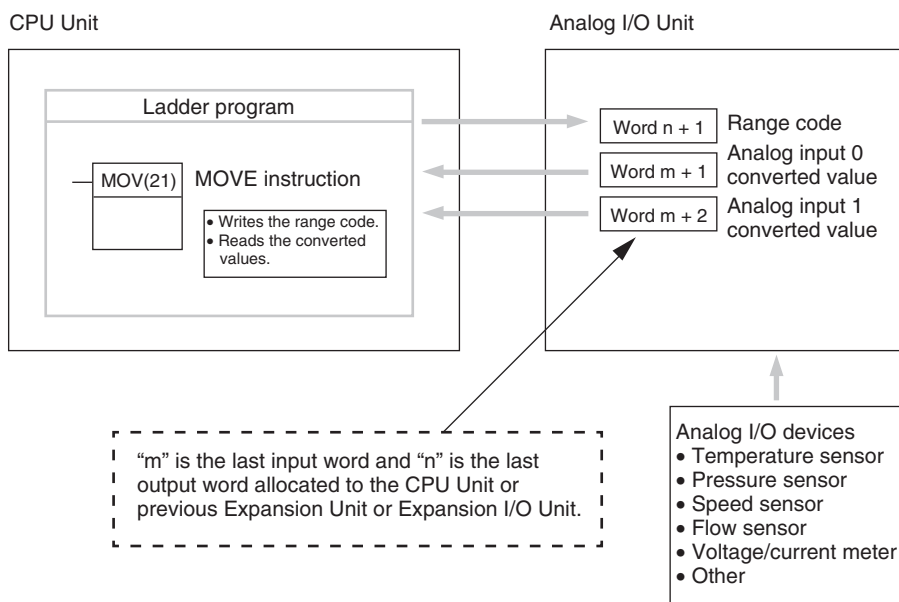 CPU Unit
Analog I/O Unit
Ladder program
MOV(21)
MOVE instruction
• Writes the range code.
• Reads the converted
values.
Word n + 1
Range code
Word m + 1
Analog input 0
converted value
Word m + 2
Analog input 1
converted value
“m” is the last input word and “n” is the last
output word allocated to the CPU Unit or
previous Expansion Unit or Expansion I/O Unit.
Analog I/O devices
• Temperature sensor
• Pressure sensor
• Speed sensor
• Flow sensor
• Voltage/current meter
• Other